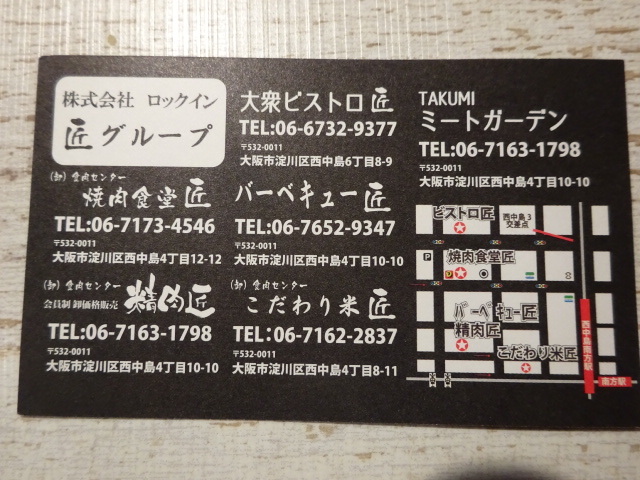 株式会社 ロックイン
匠グループ
大衆ビストロ 匠
TEL:06-6732-9377
〒532-0011
大阪市淀川区西中島6丁目8-9
TAKUMI
ミートガーデン
TEL:06-7163-1798
〒532-0011
大阪市淀川区西中島4丁目10-10
(卸) 食肉センター
焼肉食堂 匠
TEL:06-7173-4546
〒532-0011
大阪市淀川区西中島4丁目12-12
バーベキュー 匠
TEL:06-7652-9347
〒532-0011
大阪市淀川区西中島4丁目10-10
(卸) 食肉センター
会員制 卸価格販売 精肉匠
TEL:06-7163-1798
〒532-0011
大阪市淀川区西中島4丁目10-10
(卸) 食肉センター
こだわり米 匠
TEL:06-7162-2837
〒532-0011
大阪市淀川区西中島4丁目8-11
ビストロ匠
西中島3
交差点
P
焼肉食堂匠
バーベキュー匠
精肉匠
こだわり米匠
西中島南方駅
南方駅